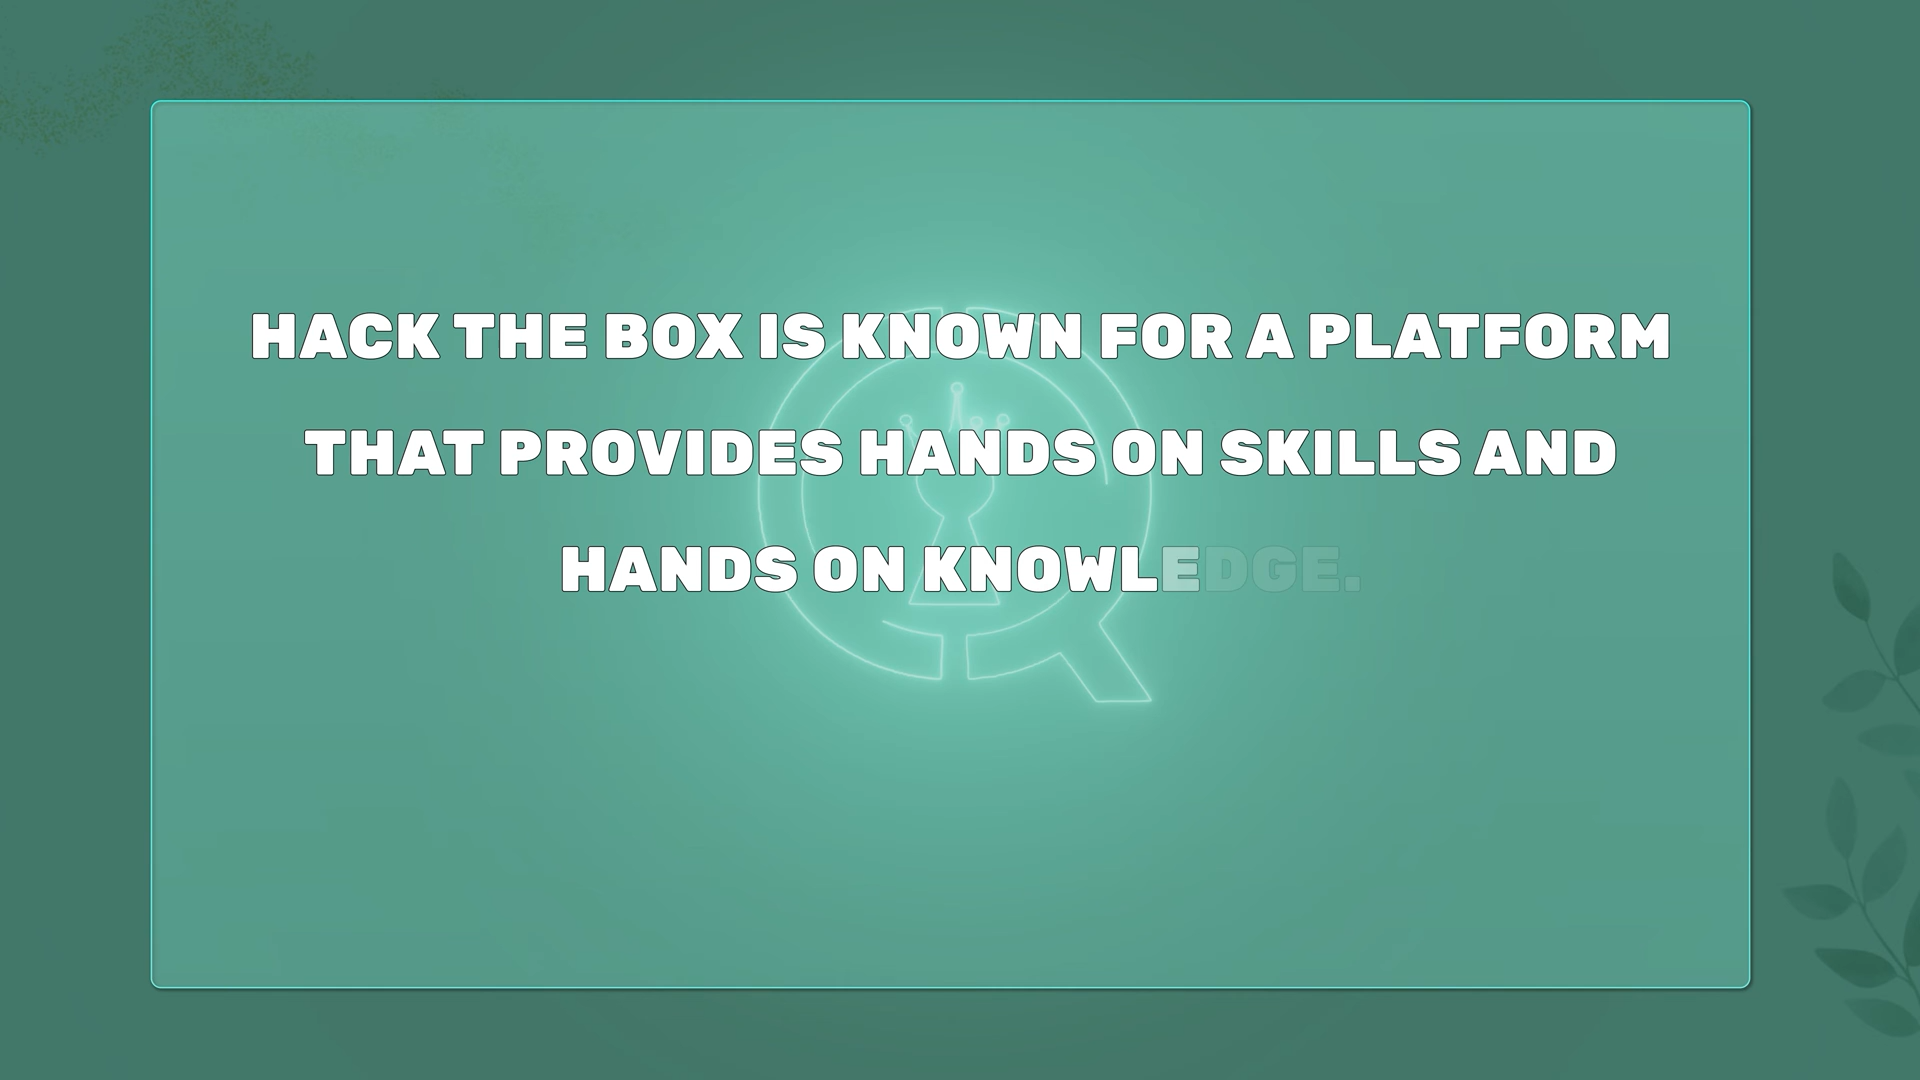 HACK THE BOX IS KNOWN FOR A PLATFORM
THAT PROVIDES HANDS ON SKILLS AND
HANDS ON KNOWLEDGE.